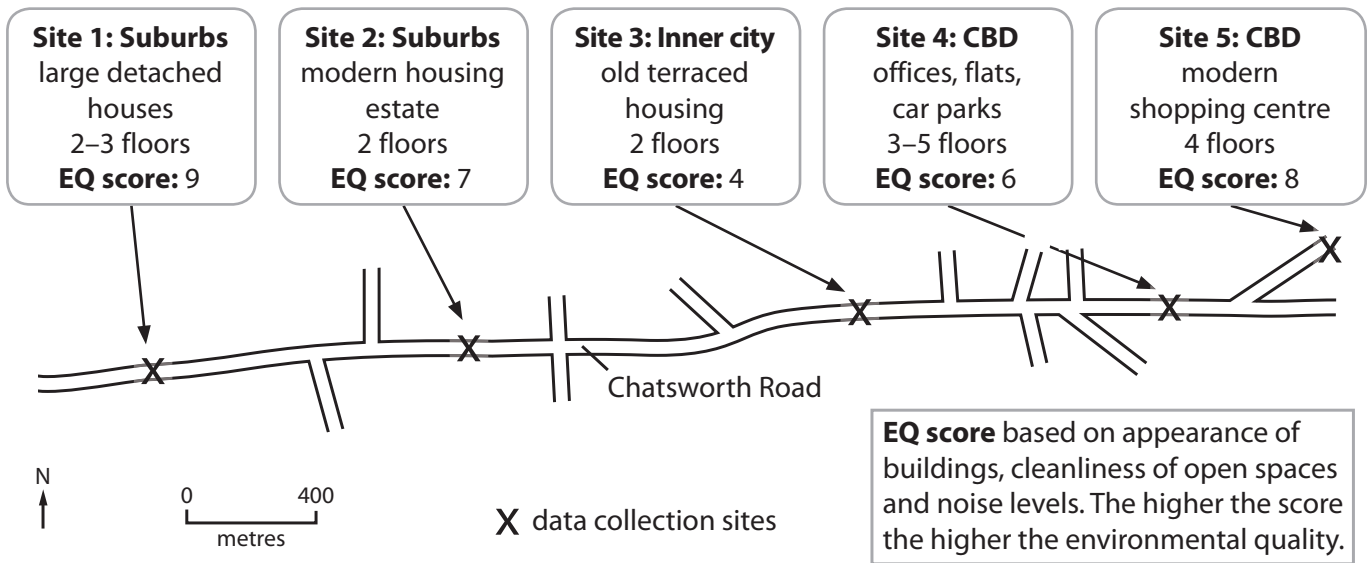 Site 1: Suburbs
large detached
houses
2–3 floors
EQ score: 9
Site 2: Suburbs
modern housing
estate
2 floors
EQ score: 7
Site 3: Inner city
old terraced
housing
2 floors
EQ score: 4
Site 4: CBD
offices, flats,
car parks
3–5 floors
EQ score: 6
Site 5: CBD
modern
shopping centre
4 floors
EQ score: 8
Chatsworth Road
N
0 400
metres
X data collection sites
EQ score based on appearance of
buildings, cleanliness of open spaces
and noise levels. The higher the score
the higher the environmental quality.